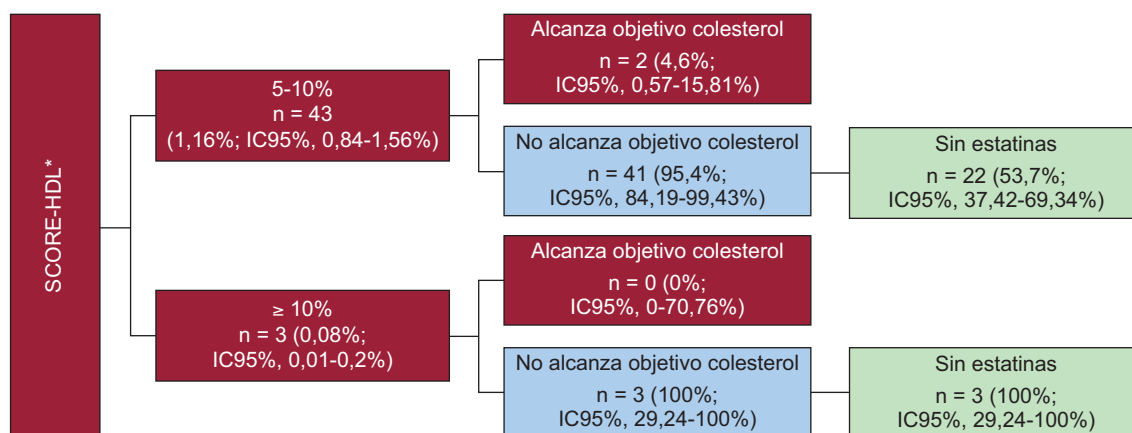 SCORE-HDL*
5-10%
n = 43
(1,16%; IC95%, 0,84-1,56%)
Alcanza objetivo colesterol
n = 2 (4,6%;
IC95%, 0,57-15,81%)
No alcanza objetivo colesterol
n = 41 (95,4%;
IC95%, 84,19-99,43%)
Sin estatinas
n = 22 (53,7%;
IC95%, 37,42-69,34%)
≥ 10%
n = 3 (0,08%;
IC95%, 0,01-0,2%)
Alcanza objetivo colesterol
n = 0 (0%;
IC95%, 0-70,76%)
No alcanza objetivo colesterol
n = 3 (100%;
IC95%, 29,24-100%)
Sin estatinas
n = 3 (100%;
IC95%, 29,24-100%)